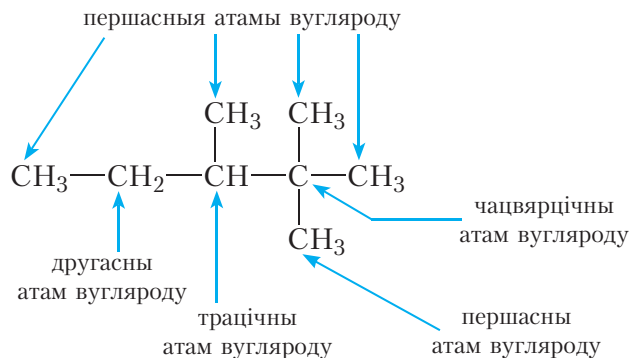 першасныя атамы вугляроду
CH₃ CH₃
CH₃ CH₂ CH C CH₃
CH₃
чацвярцічны
атам вугляроду
другасны
атам вугляроду
трацічны
атам вугляроду
першасны
атам вугляроду